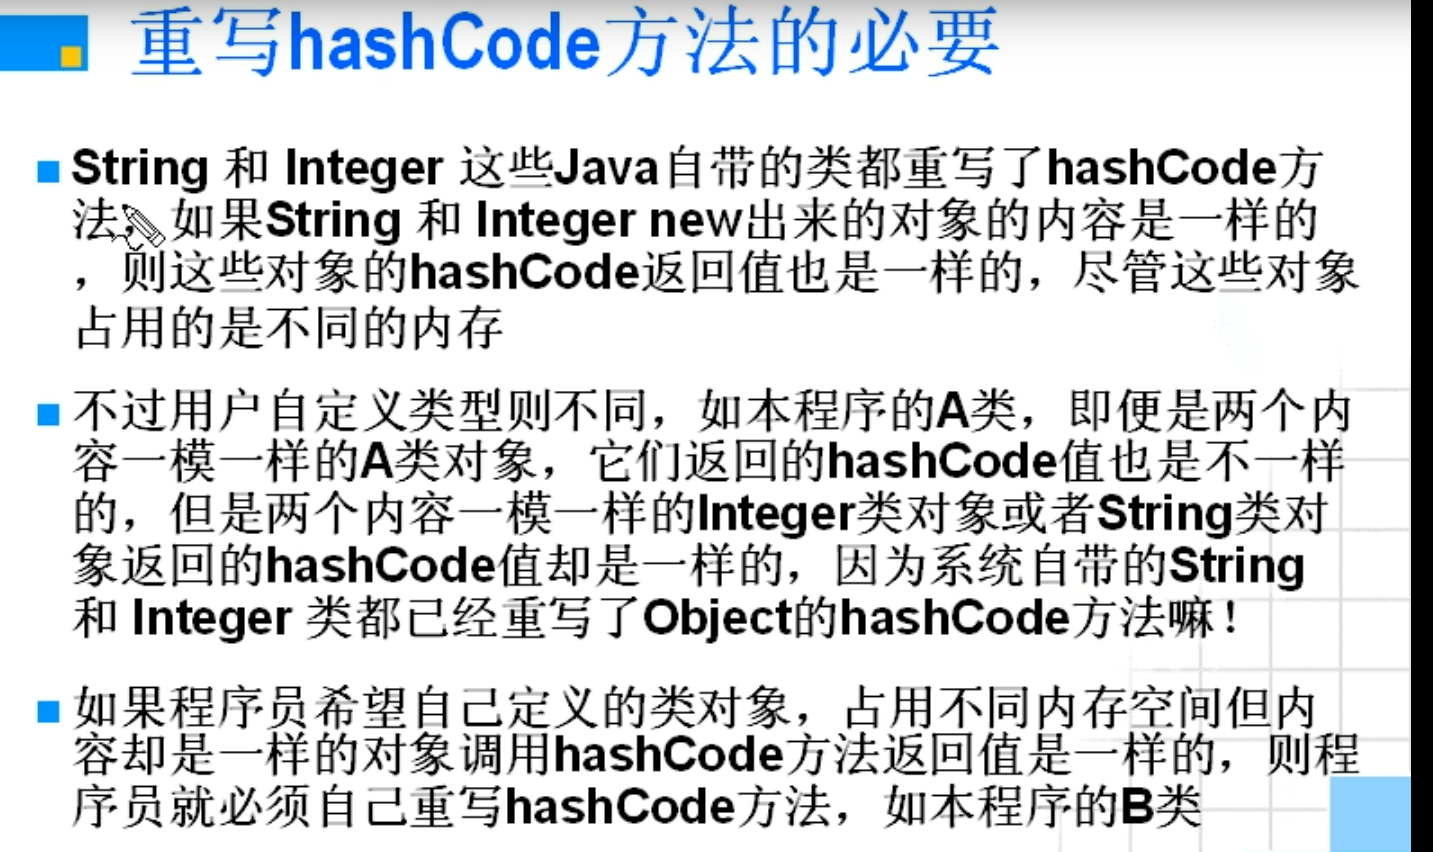 重写hashCode方法的必要
String 和 Integer 这些Java自带的类都重写了hashCode方
法，如果String 和 Integer new出来的对象的内容是一样的
，则这些对象的hashCode返回值也是一样的，尽管这些对象
占用的是不同的内存
不过用户自定义类型则不同，如本程序的A类，即便是两个内
容一模一样的A类对象，它们返回的hashCode值也是不一样
的，但是两个内容一模一样的Integer类对象或者String类对
象返回的hashCode值却是一样的，因为系统自带的String
和 Integer 类都已经重写了Object的hashCode方法嘛！
如果程序员希望自己定义的类对象，占用不同内存空间但内
容却是一样的对象调用hashCode方法返回值是一样的，则程
序员就必须自己重写hashCode方法，如本程序的B类